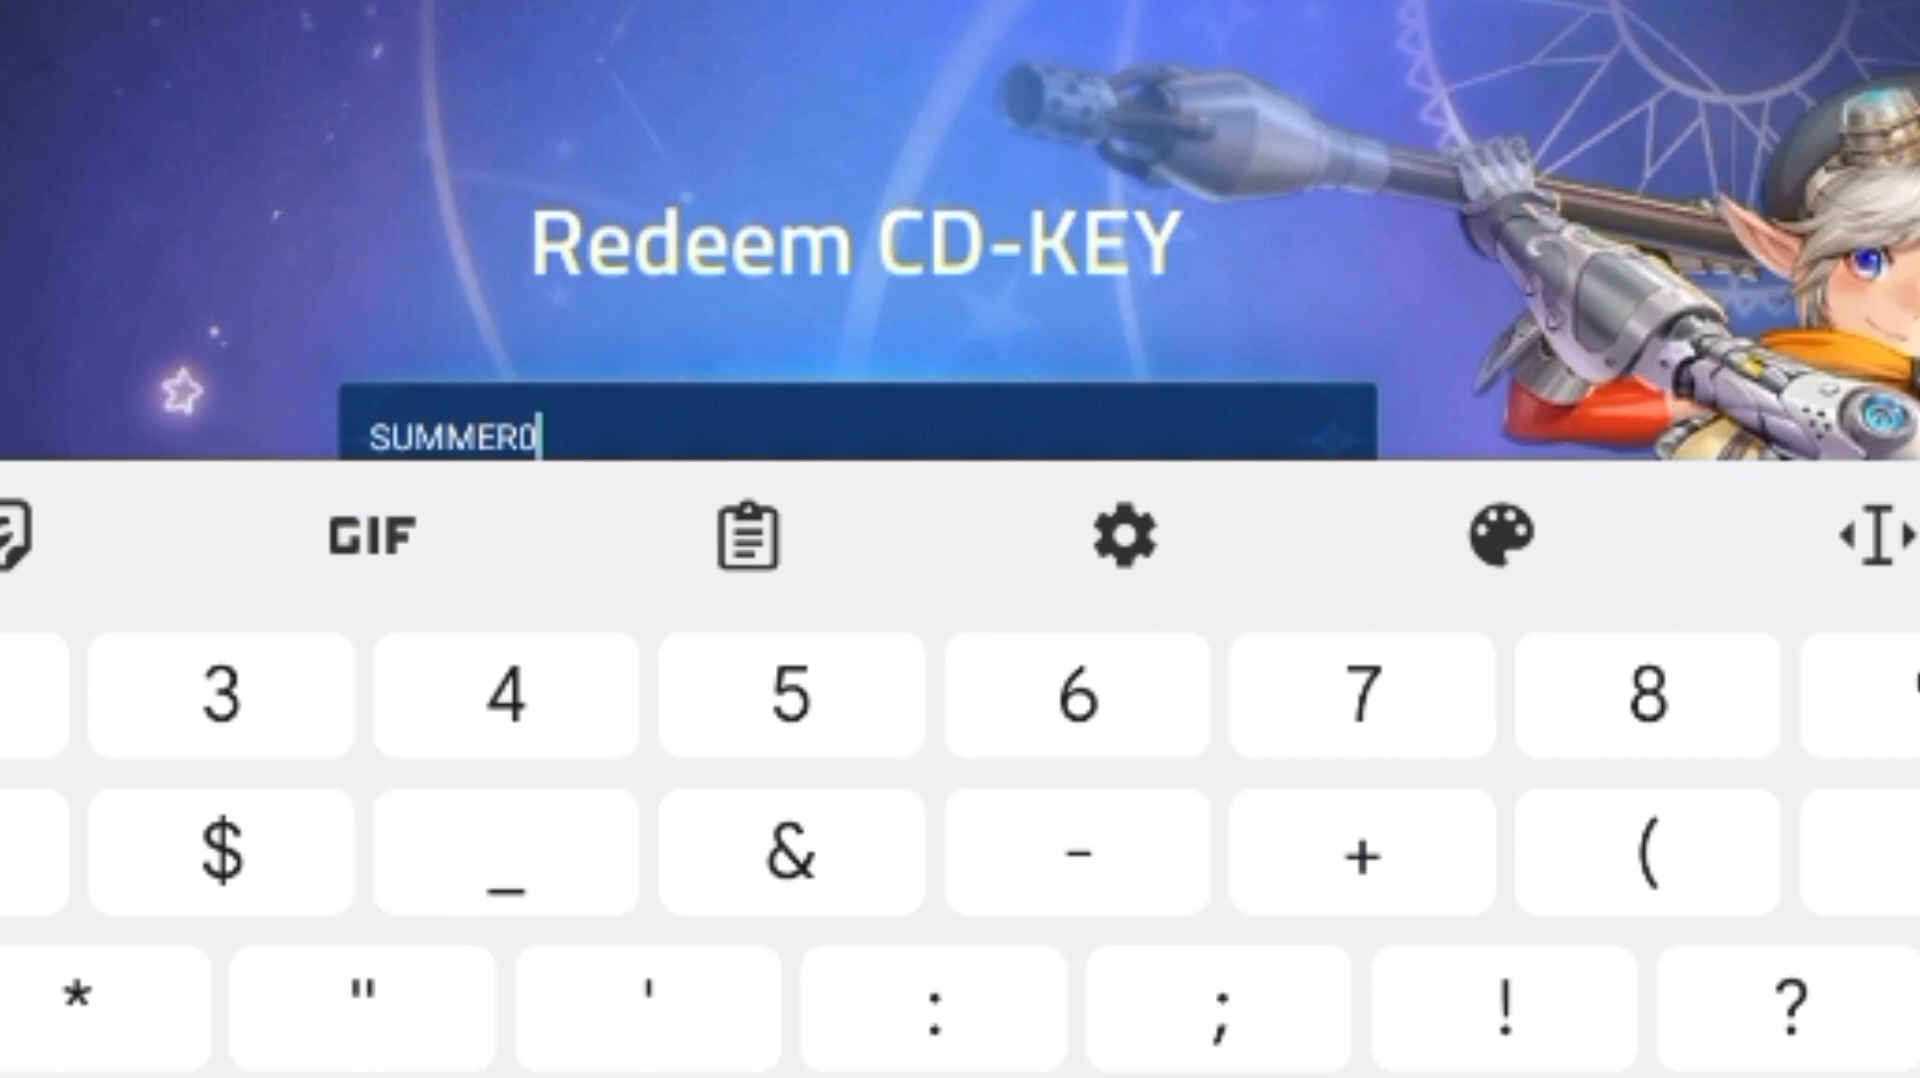 Redeem CD-KEY
SUMMER0
GIF
3 4 5 6 7 8
$ _ & - + (
* " ' : ; ! ?